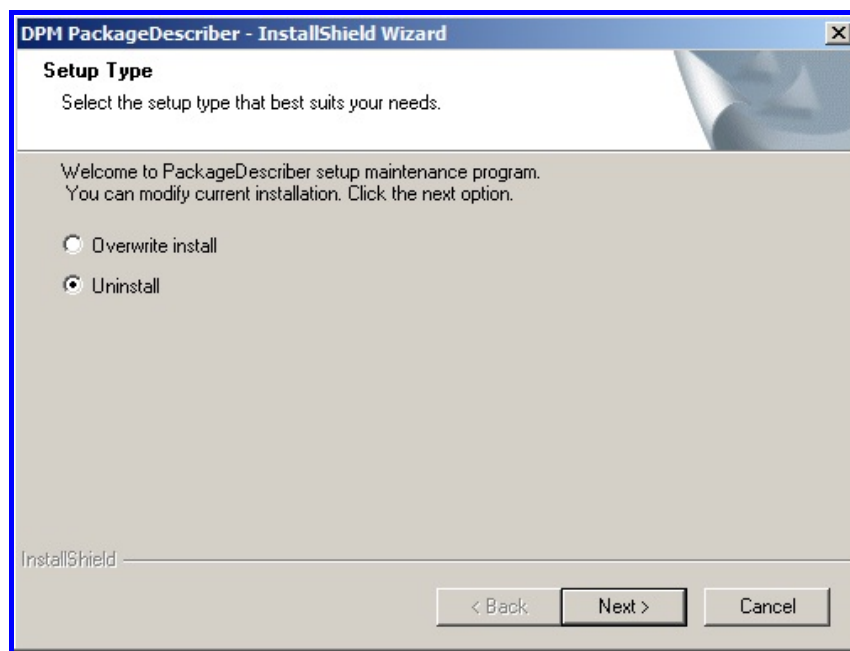 DPM PackageDescriber - InstallShield Wizard
Setup Type
Select the setup type that best suits your needs.
Welcome to PackageDescriber setup maintenance program.
You can modify current installation. Click the next option.
Overwrite install
Uninstall
InstallShield
< Back Next > Cancel